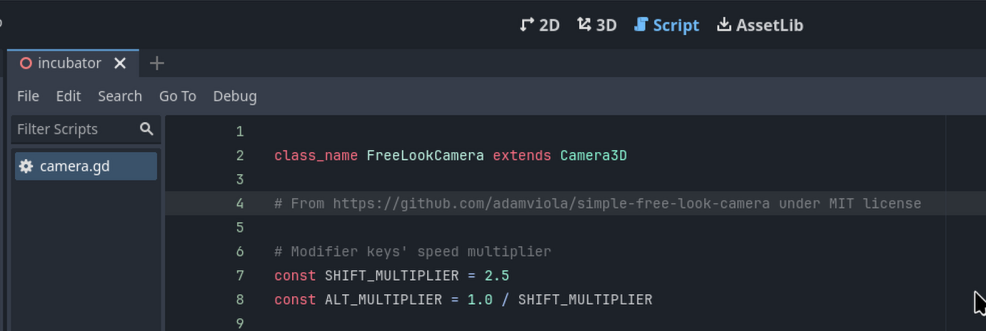 2D 3D Script AssetLib
incubator
File Edit Search Go To Debug
Filter Scripts
camera.gd
1
2 class_name FreeLookCamera extends Camera3D
3
4 # From https://github.com/adamviola/simple-free-look-camera under MIT license
5
6 # Modifier keys' speed multiplier
7 const SHIFT_MULTIPLIER = 2.5
8 const ALT_MULTIPLIER = 1.0 / SHIFT_MULTIPLIER
9